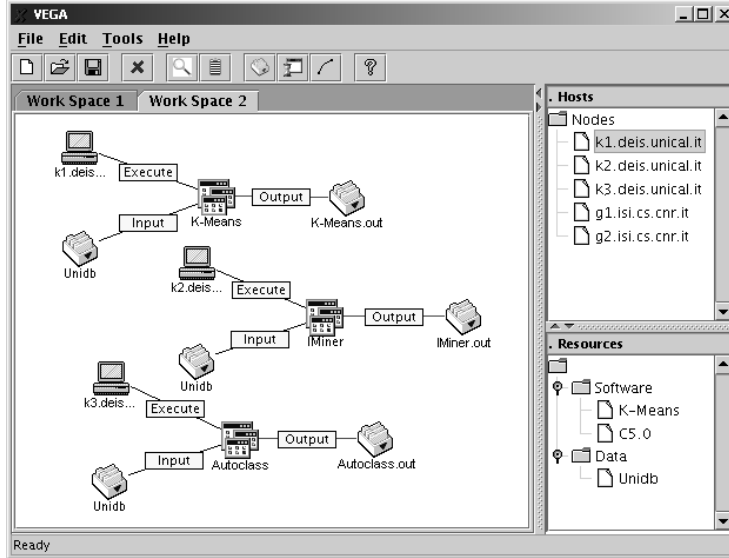 VEGA
File Edit Tools Help
Work Space 1 Work Space 2
k1.deis...
Execute
K-Means
Output
K-Means.out
Input
Unidb
k2.deis...
Execute
IMiner
Output
IMiner.out
Input
Unidb
k3.deis...
Execute
Autoclass
Output
Autoclass.out
Input
Unidb
. Hosts
Nodes
k1.deis.unical.it
k2.deis.unical.it
k3.deis.unical.it
g1.isi.cs.cnr.it
g2.isi.cs.cnr.it
. Resources
Software
K-Means
C5.0
Data
Unidb
Ready